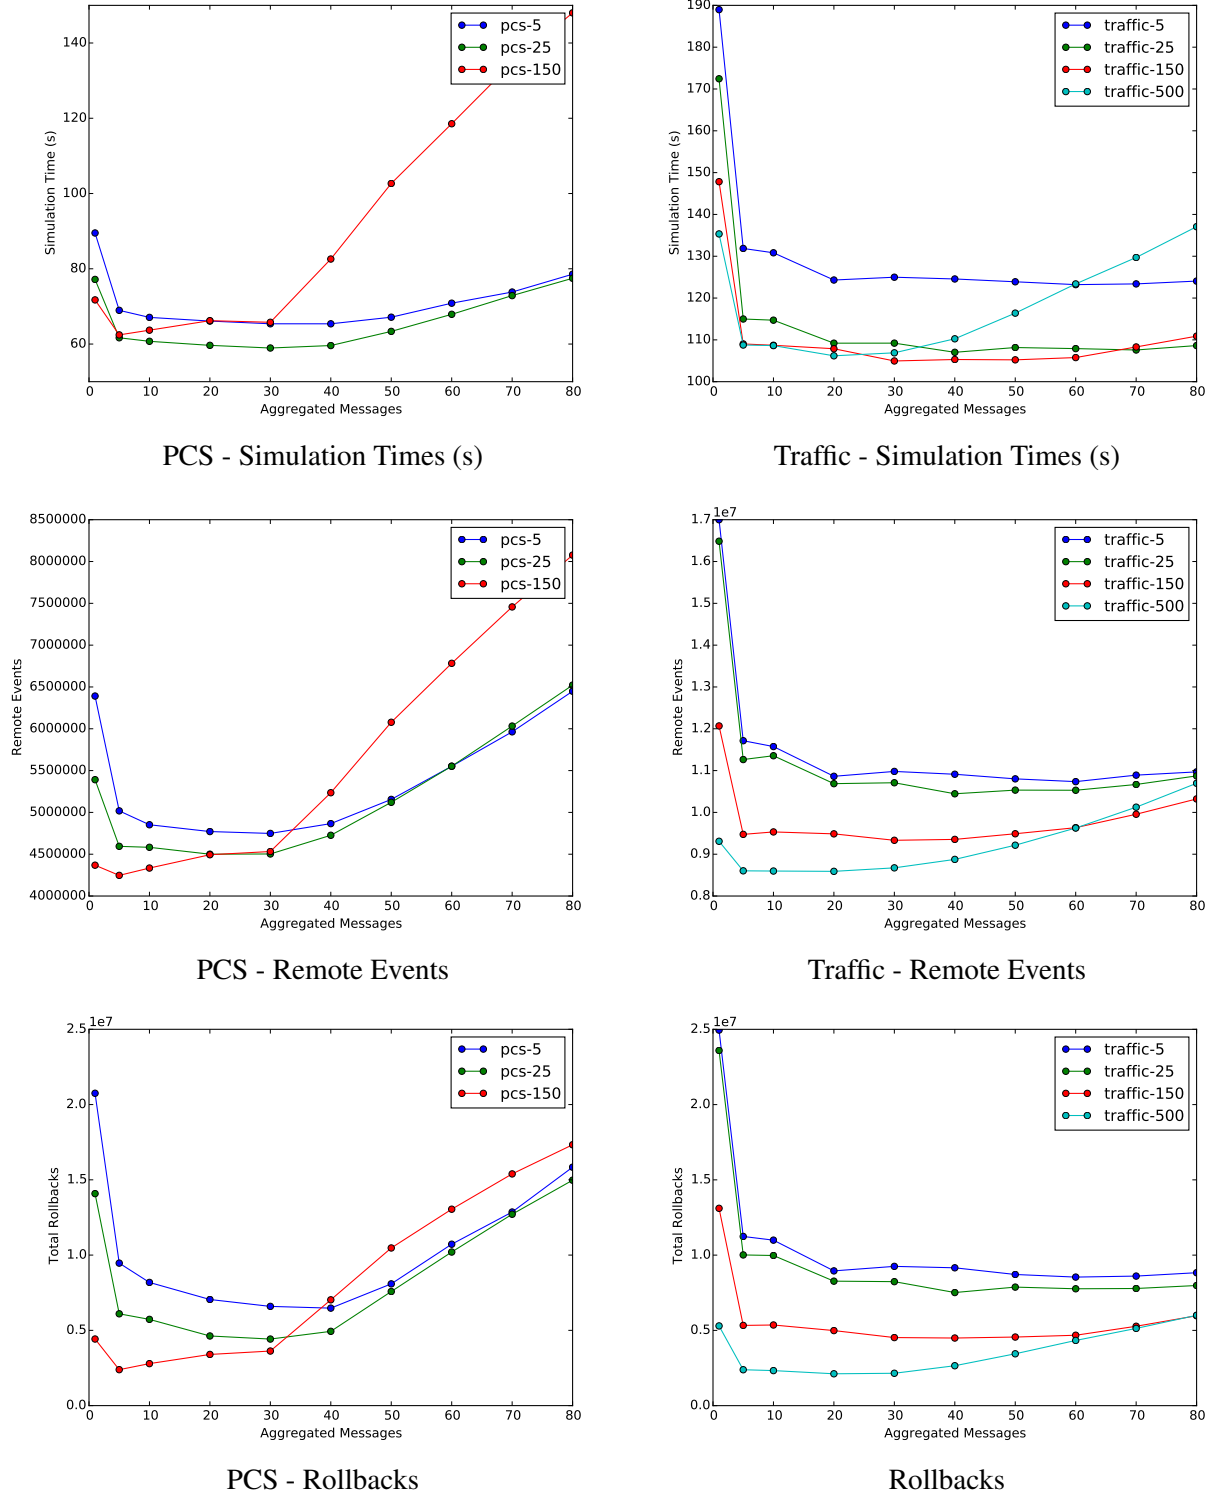 140
120
100
80
60
0 10 20 30 40 50 60 70 80
Simulation Time (s)
Aggregated Messages
pcs-5
pcs-25
pcs-150
PCS - Simulation Times (s)
190
180
170
160
150
140
130
120
110
100
0 10 20 30 40 50 60 70 80
Simulation Time (s)
Aggregated Messages
traffic-5
traffic-25
traffic-150
traffic-500
Traffic - Simulation Times (s)
8500000
8000000
7500000
7000000
6500000
6000000
5500000
5000000
4500000
4000000
0 10 20 30 40 50 60 70 80
Remote Events
Aggregated Messages
pcs-5
pcs-25
pcs-150
PCS - Remote Events
1e7
1.7
1.6
1.5
1.4
1.3
1.2
1.1
1.0
0.9
0.8
0 10 20 30 40 50 60 70 80
Remote Events
Aggregated Messages
traffic-5
traffic-25
traffic-150
traffic-500
Traffic - Remote Events
1e7
2.5
2.0
1.5
1.0
0.5
0.0
0 10 20 30 40 50 60 70 80
Total Rollbacks
Aggregated Messages
pcs-5
pcs-25
pcs-150
PCS - Rollbacks
1e7
2.5
2.0
1.5
1.0
0.5
0.0
0 10 20 30 40 50 60 70 80
Total Rollbacks
Aggregated Messages
traffic-5
traffic-25
traffic-150
traffic-500
Rollbacks